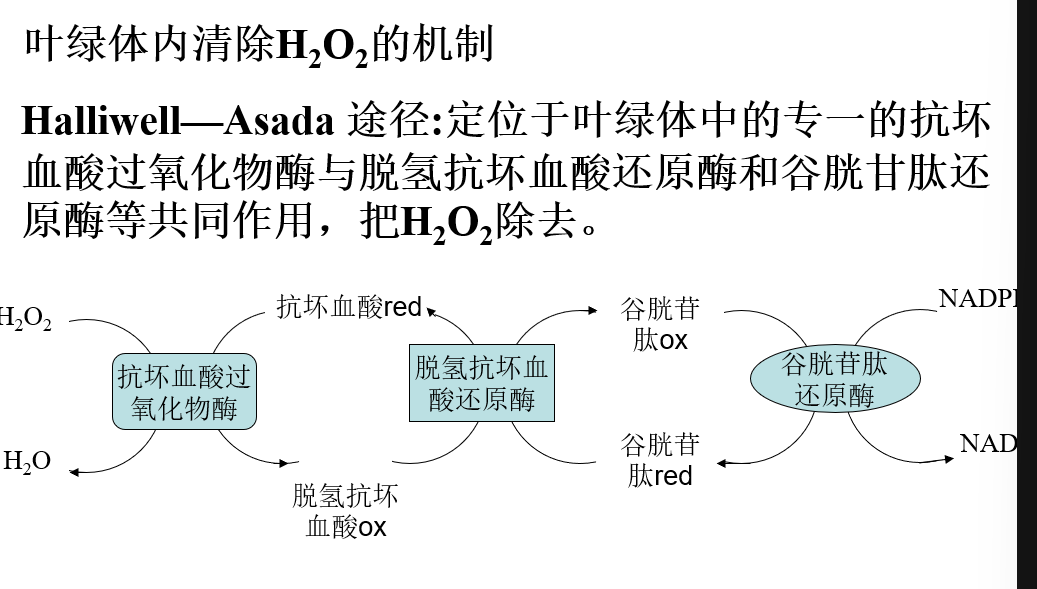 叶绿体内清除H₂O₂的机制
Halliwell—Asada 途径:定位于叶绿体中的专一的抗坏
血酸过氧化物酶与脱氢抗坏血酸还原酶和谷胱甘肽还
原酶等共同作用，把H₂O₂除去。
H₂O₂
抗坏血酸red
谷胱苷
肽ox
抗坏血酸过
氧化物酶
脱氢抗坏血
酸还原酶
谷胱苷肽
还原酶
H₂O
脱氢抗坏
血酸ox
谷胱苷
肽red
NAD